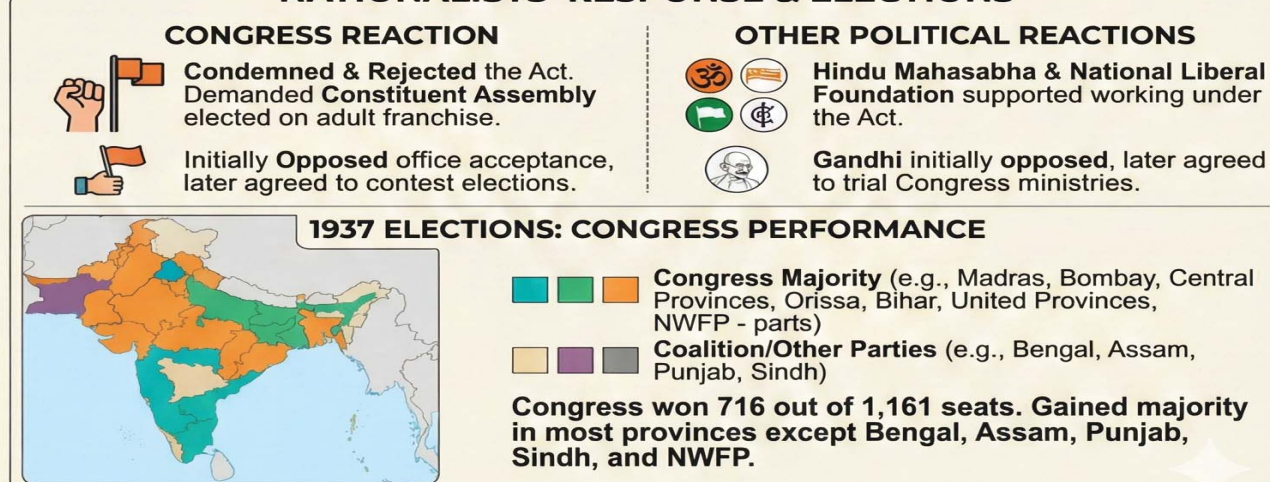 NATIONALISTS' RESPONSE & ELECTIONS
CONGRESS REACTION
Condemned & Rejected the Act.
Demanded Constituent Assembly
elected on adult franchise.
Initially Opposed office acceptance,
later agreed to contest elections.
OTHER POLITICAL REACTIONS
Hindu Mahasabha & National Liberal
Foundation supported working under
the Act.
Gandhi initially opposed, later agreed
to trial Congress ministries.
1937 ELECTIONS: CONGRESS PERFORMANCE
Congress Majority (e.g., Madras, Bombay, Central
Provinces, Orissa, Bihar, United Provinces,
NWFP - parts)
Coalition/Other Parties (e.g., Bengal, Assam,
Punjab, Sindh)
Congress won 716 out of 1,161 seats. Gained majority
in most provinces except Bengal, Assam, Punjab,
Sindh, and NWFP.